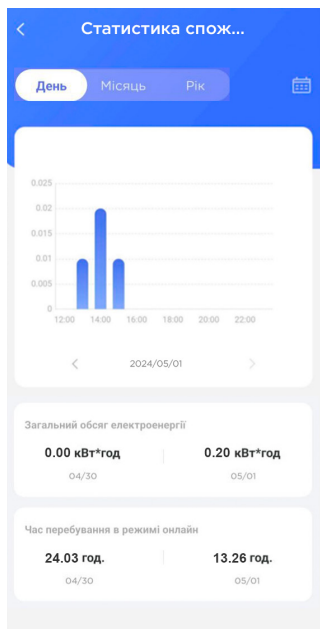 Статистика спож...
День Місяць Рік
0.025
0.02
0.015
0.01
0.005
0
12:00 14:00 16:00 18:00 20:00 22:00
2024/05/01
Загальний обсяг електроенергії
0.00 кВт*год 0.20 кВт*год
04/30 05/01
Час перебування в режимі онлайн
24.03 год. 13.26 год.
04/30 05/01